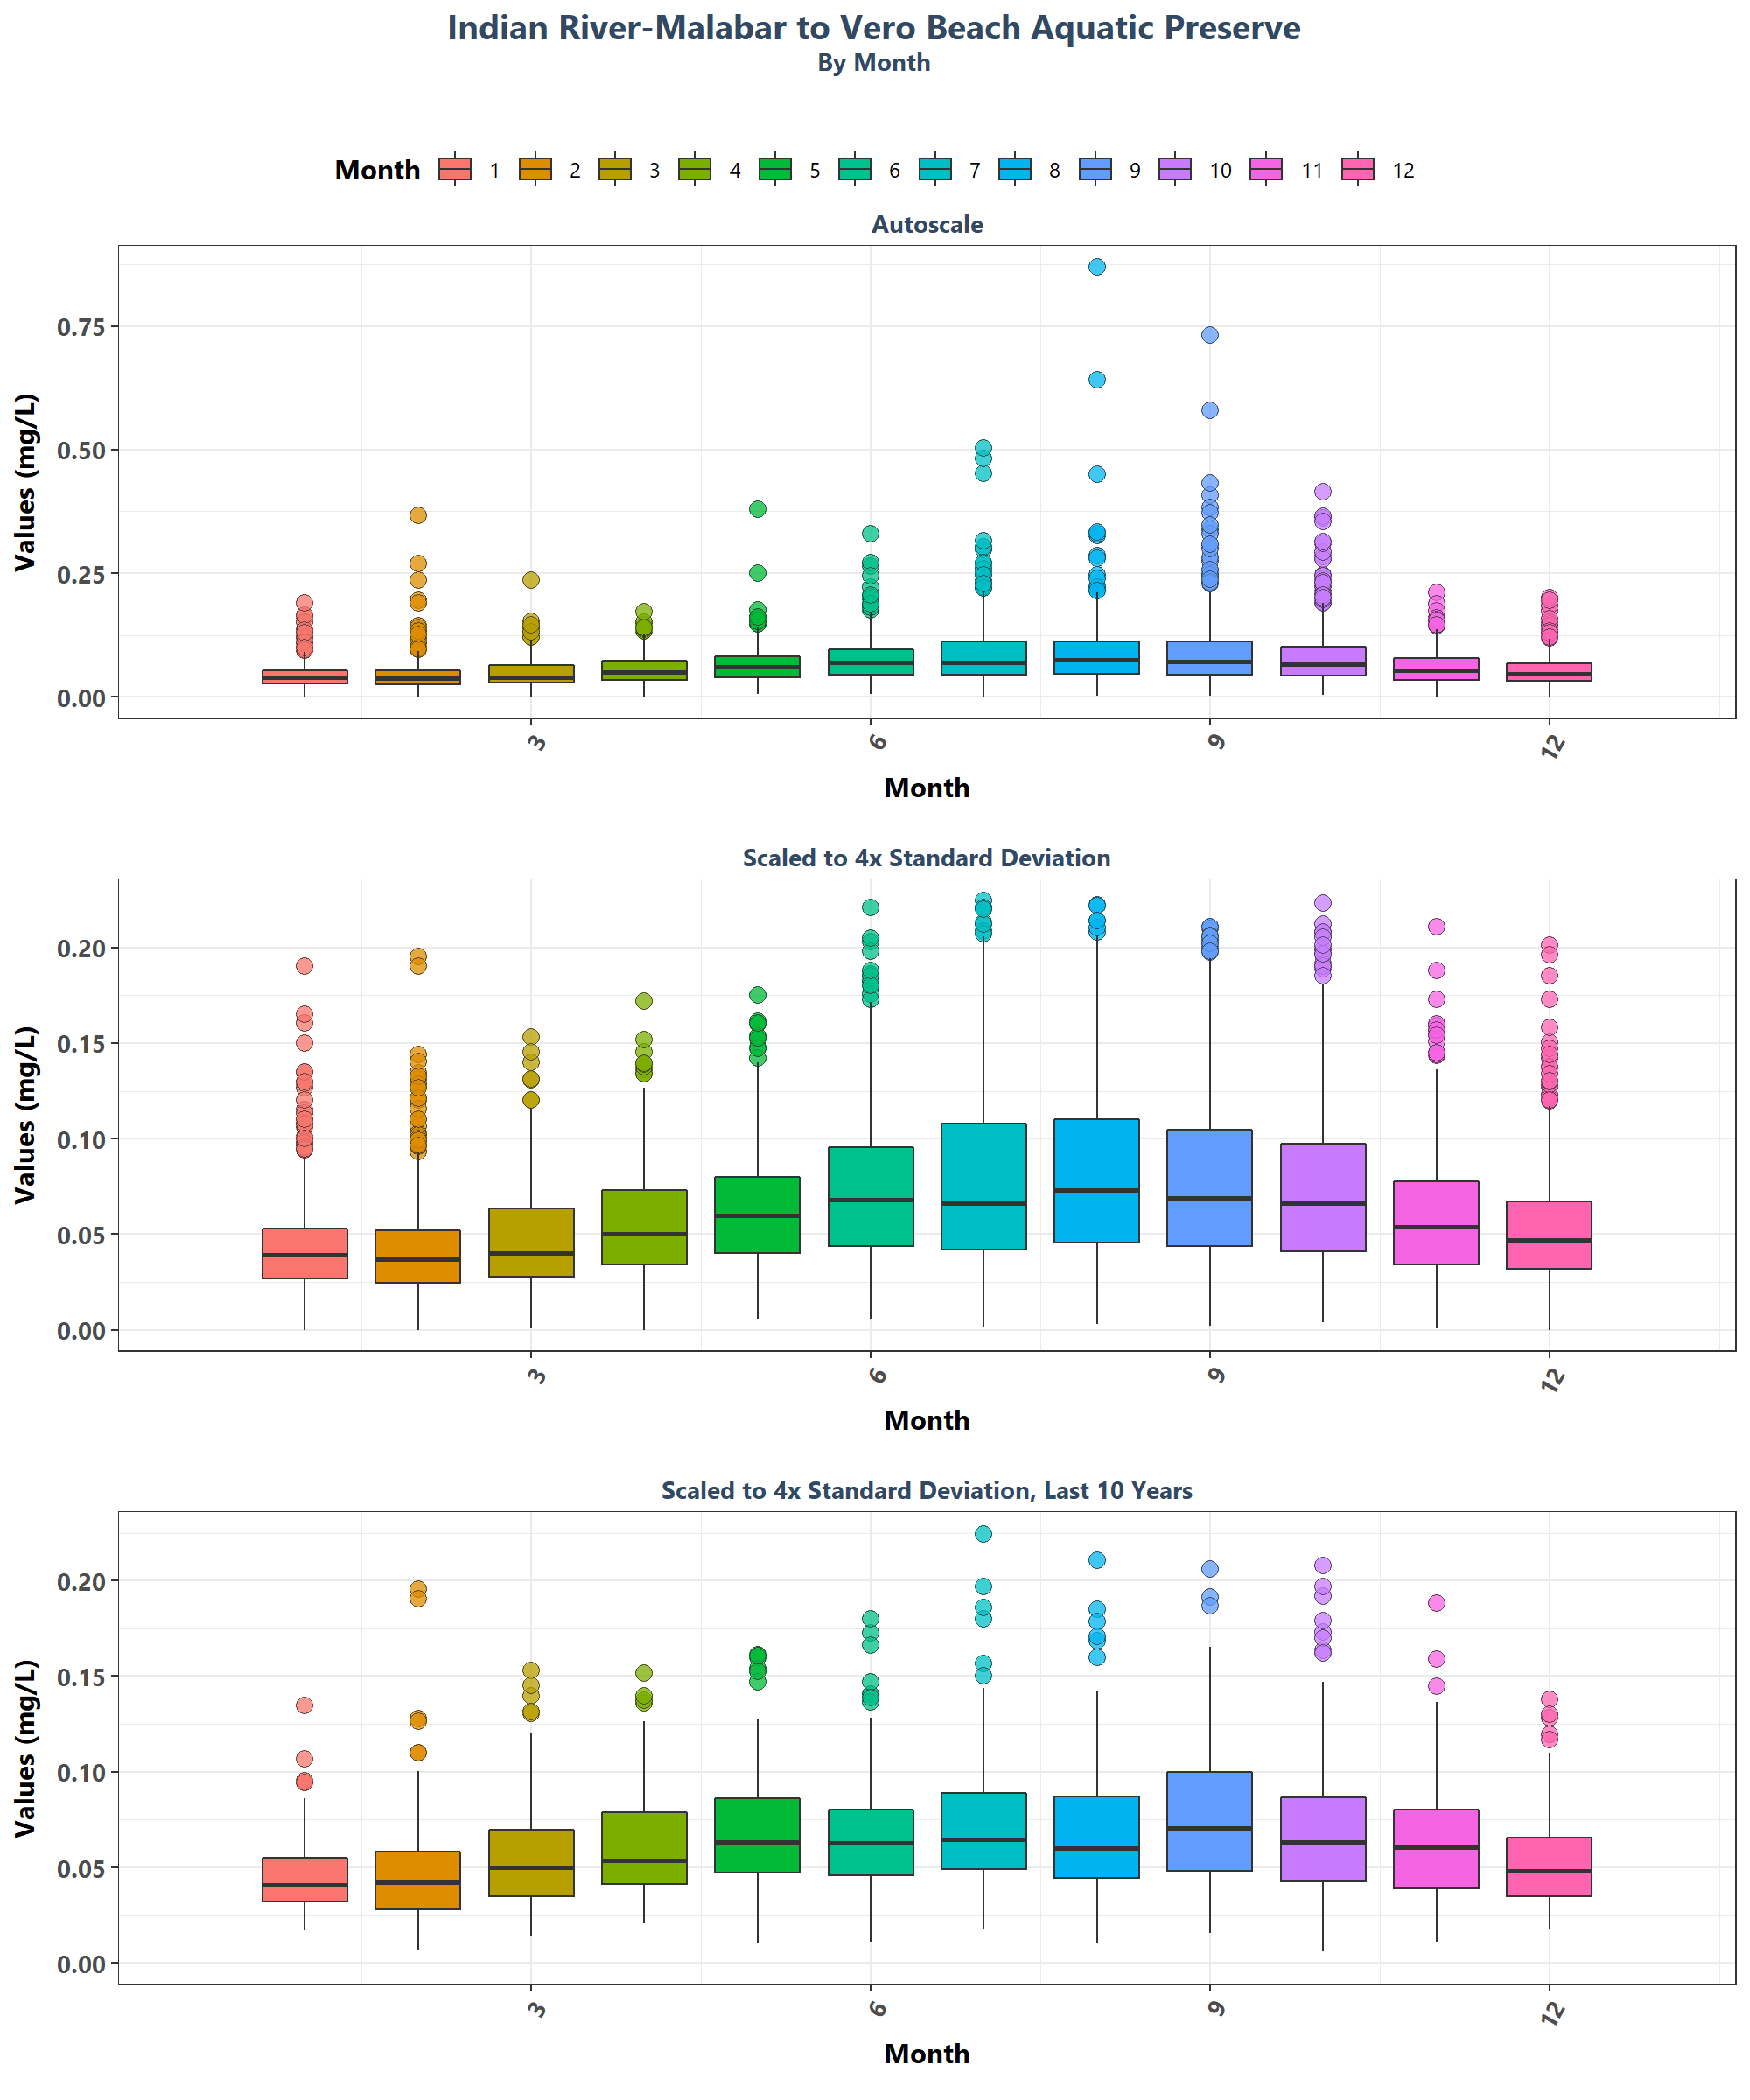 Indian River-Malabar to Vero Beach Aquatic Preserve
By Month
Month 1 2 3 4 5 6 7 8 9 10 11 12
Autoscale
Values (mg/L)
0.75
0.50
0.25
0.00
3 6 9 12
Month
Scaled to 4x Standard Deviation
Values (mg/L)
0.20
0.15
0.10
0.05
0.00
3 6 9 12
Month
Scaled to 4x Standard Deviation, Last 10 Years
Values (mg/L)
0.20
0.15
0.10
0.05
0.00
3 6 9 12
Month